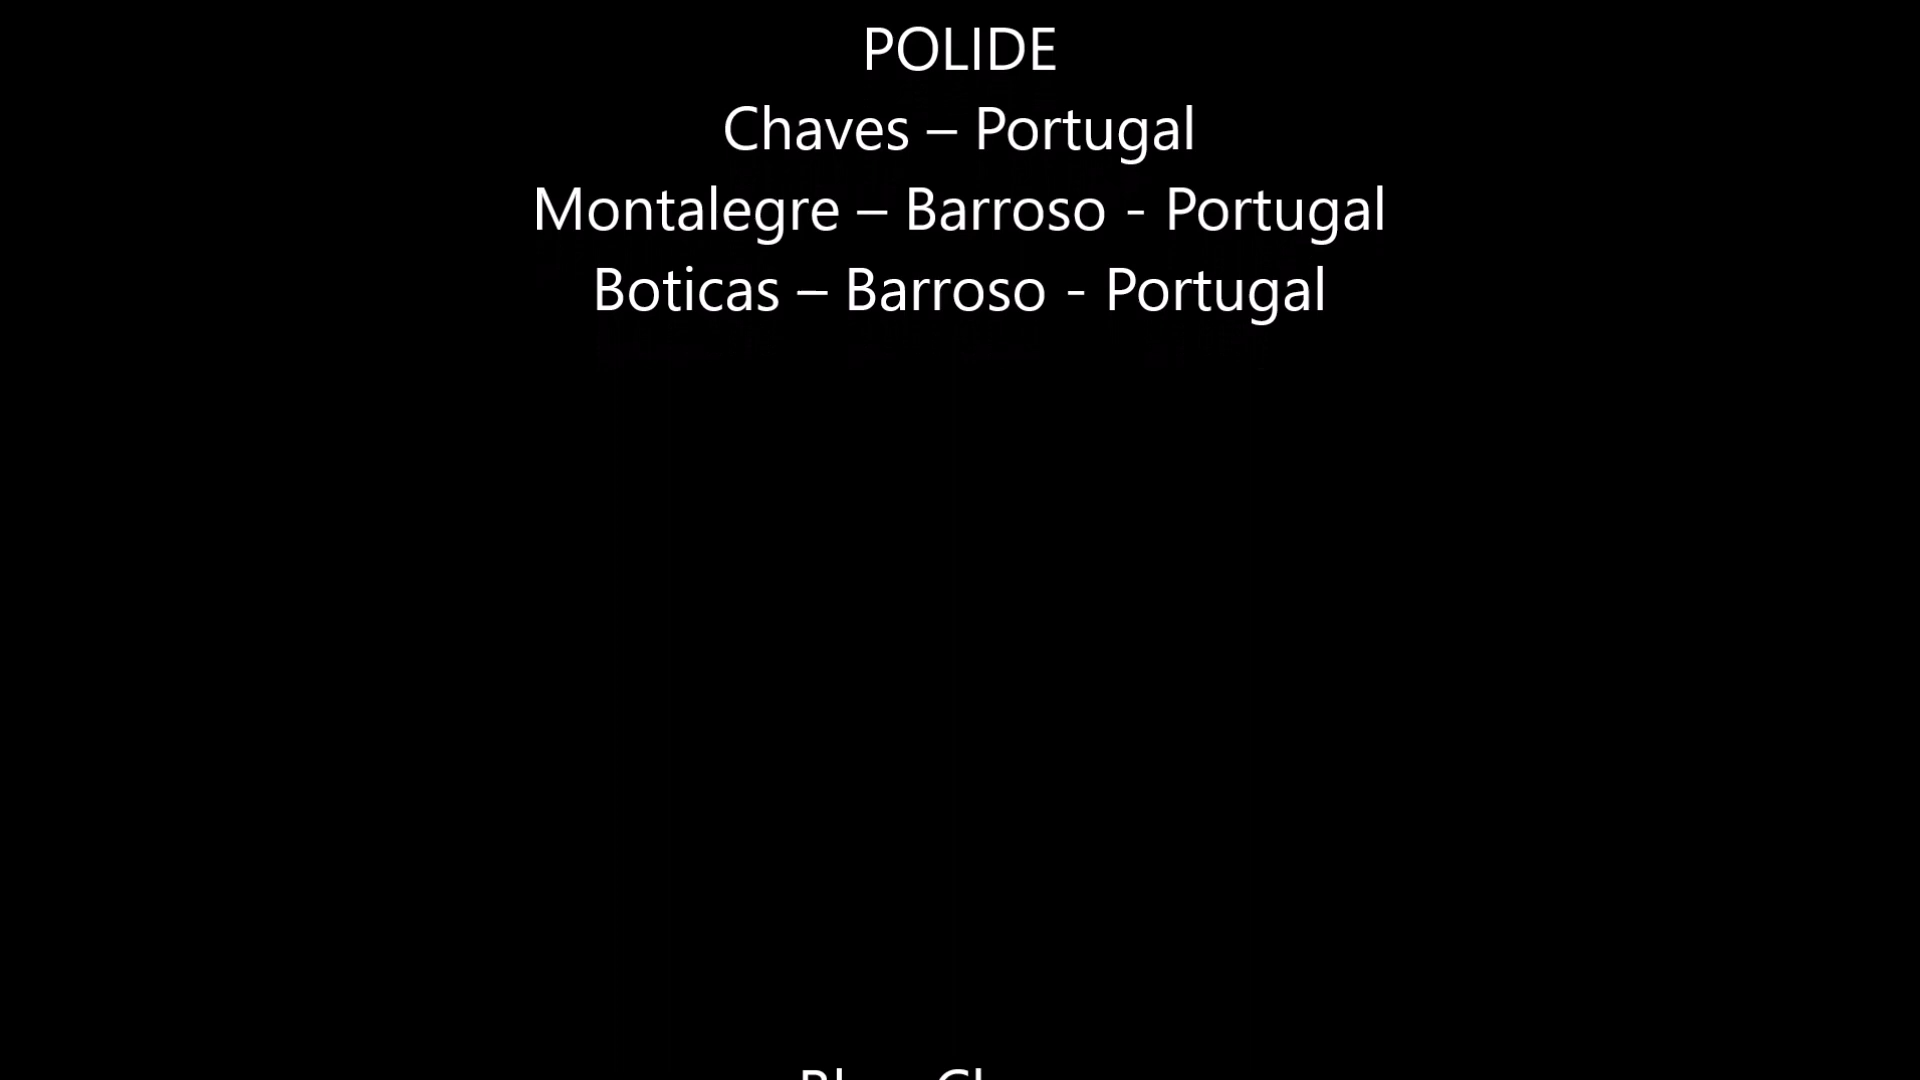 POLIDE
Chaves – Portugal
Montalegre – Barroso - Portugal
Boticas – Barroso - Portugal